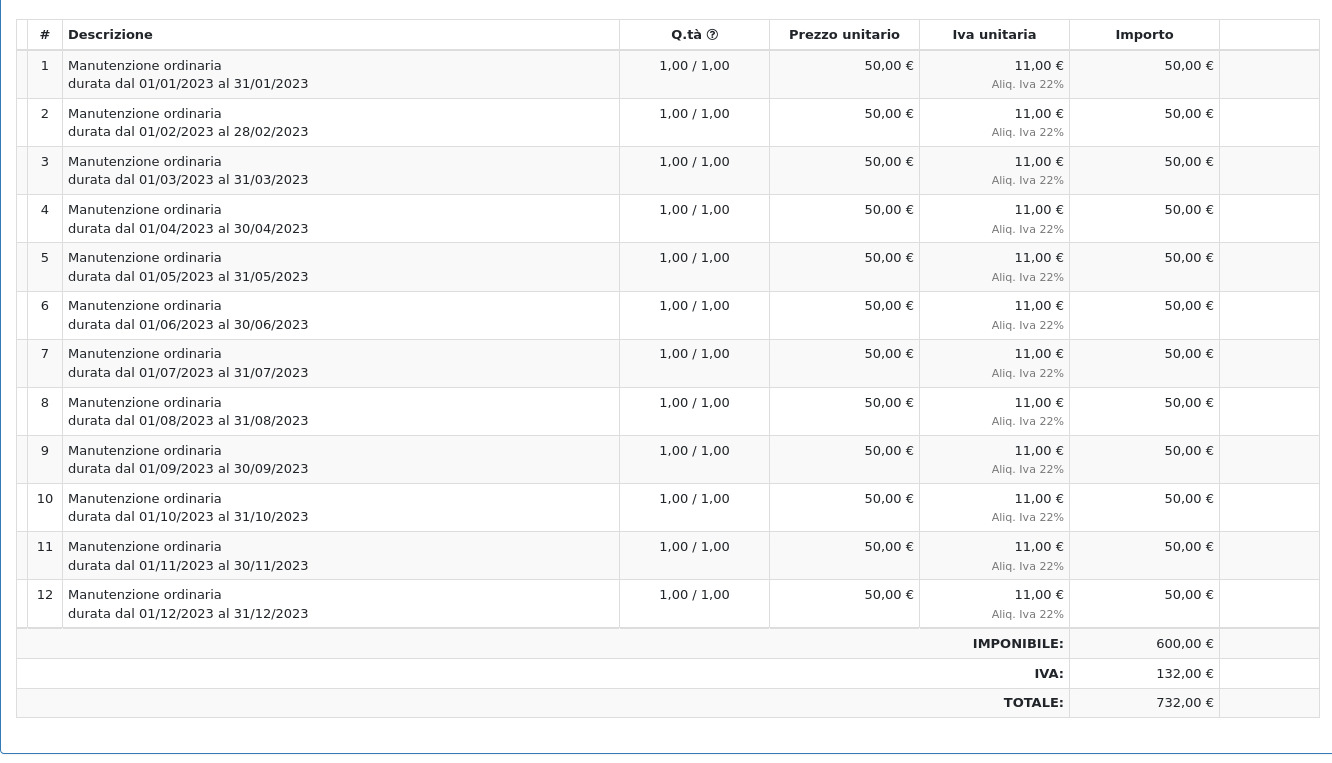 # Descrizione Q.tà ? Prezzo unitario Iva unitaria Importo
1 Manutenzione ordinaria 1,00 / 1,00 50,00 € 11,00 € 50,00 €
durata dal 01/01/2023 al 31/01/2023 Aliq. Iva 22%
2 Manutenzione ordinaria 1,00 / 1,00 50,00 € 11,00 € 50,00 €
durata dal 01/02/2023 al 28/02/2023 Aliq. Iva 22%
3 Manutenzione ordinaria 1,00 / 1,00 50,00 € 11,00 € 50,00 €
durata dal 01/03/2023 al 31/03/2023 Aliq. Iva 22%
4 Manutenzione ordinaria 1,00 / 1,00 50,00 € 11,00 € 50,00 €
durata dal 01/04/2023 al 30/04/2023 Aliq. Iva 22%
5 Manutenzione ordinaria 1,00 / 1,00 50,00 € 11,00 € 50,00 €
durata dal 01/05/2023 al 31/05/2023 Aliq. Iva 22%
6 Manutenzione ordinaria 1,00 / 1,00 50,00 € 11,00 € 50,00 €
durata dal 01/06/2023 al 30/06/2023 Aliq. Iva 22%
7 Manutenzione ordinaria 1,00 / 1,00 50,00 € 11,00 € 50,00 €
durata dal 01/07/2023 al 31/07/2023 Aliq. Iva 22%
8 Manutenzione ordinaria 1,00 / 1,00 50,00 € 11,00 € 50,00 €
durata dal 01/08/2023 al 31/08/2023 Aliq. Iva 22%
9 Manutenzione ordinaria 1,00 / 1,00 50,00 € 11,00 € 50,00 €
durata dal 01/09/2023 al 30/09/2023 Aliq. Iva 22%
10 Manutenzione ordinaria 1,00 / 1,00 50,00 € 11,00 € 50,00 €
durata dal 01/10/2023 al 31/10/2023 Aliq. Iva 22%
11 Manutenzione ordinaria 1,00 / 1,00 50,00 € 11,00 € 50,00 €
durata dal 01/11/2023 al 30/11/2023 Aliq. Iva 22%
12 Manutenzione ordinaria 1,00 / 1,00 50,00 € 11,00 € 50,00 €
durata dal 01/12/2023 al 31/12/2023 Aliq. Iva 22%
IMPONIBILE: 600,00 €
IVA: 132,00 €
TOTALE: 732,00 €